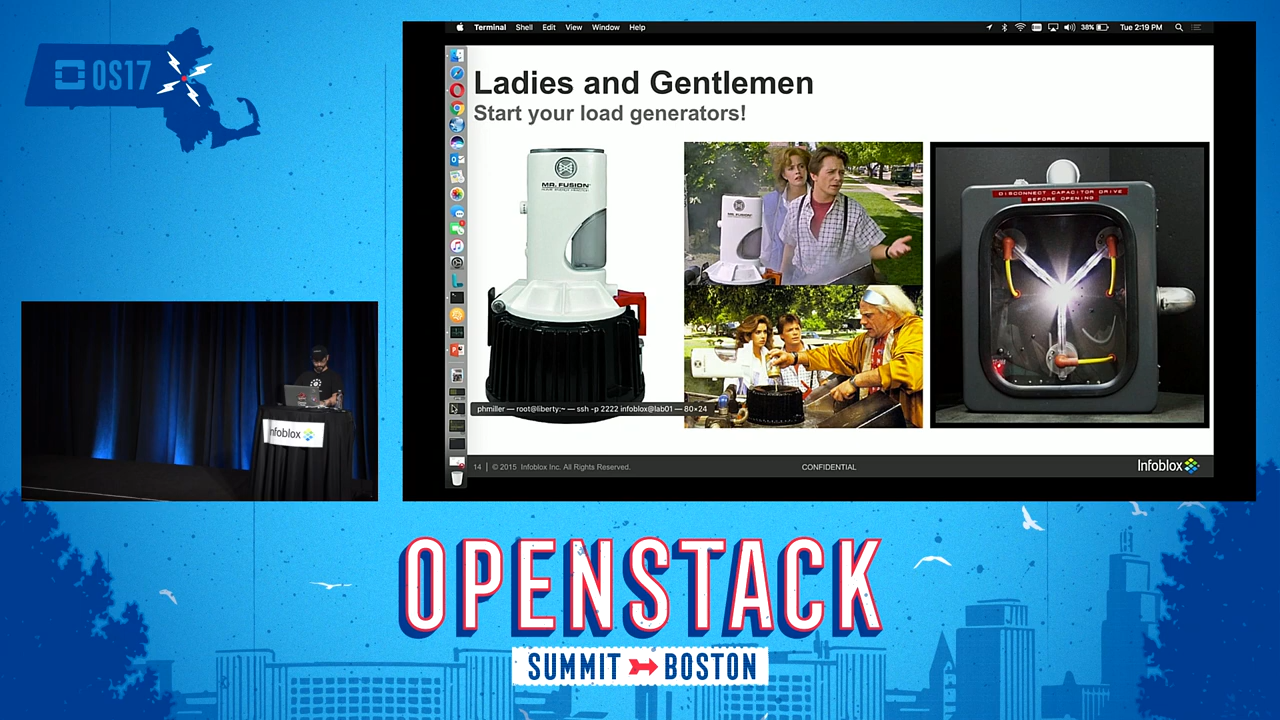 OS17
Terminal Shell Edit View Window Help
38% Tue 2:19 PM
Ladies and Gentlemen
Start your load generators!
MR. FUSION
MR. FUSION
DISCONNECT CAPACITOR DRIVE
BEFORE OPENING
phmiller — root@liberty:~ — ssh -p 2222 infoblox@lab01 — 80×24
14 | © 2015 Infoblox Inc. All Rights Reserved.
CONFIDENTIAL
Infoblox
Infoblox
OPENSTACK
SUMMIT BOSTON